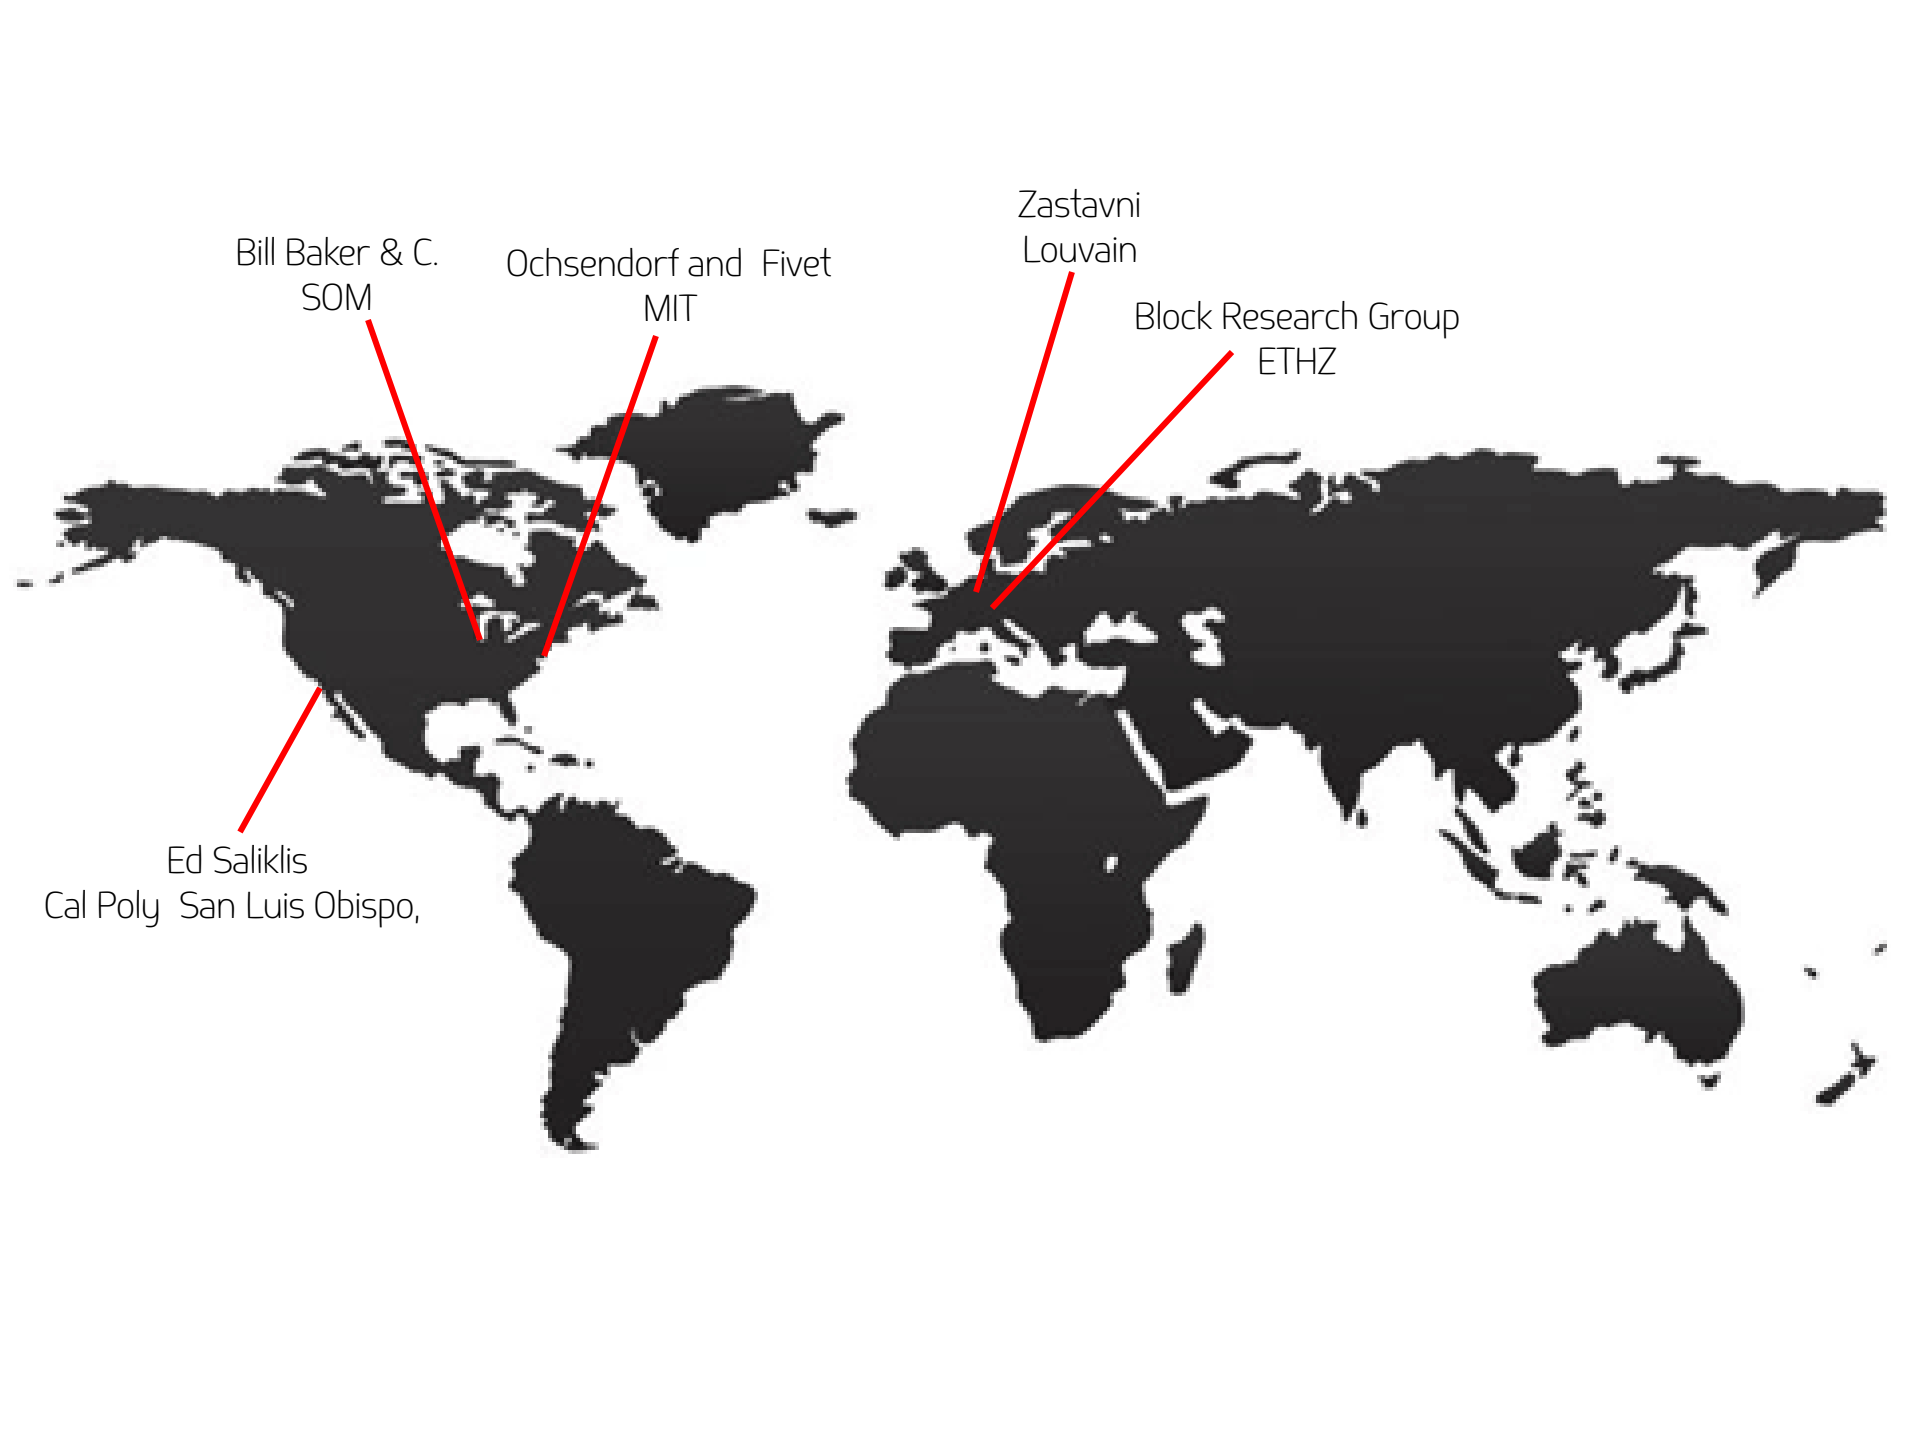 Zastavni
Louvain
Bill Baker & C.
SOM
Ochsendorf and  Fivet
MIT
Block Research Group
ETHZ
Ed Saliklis
Cal Poly  San Luis Obispo,